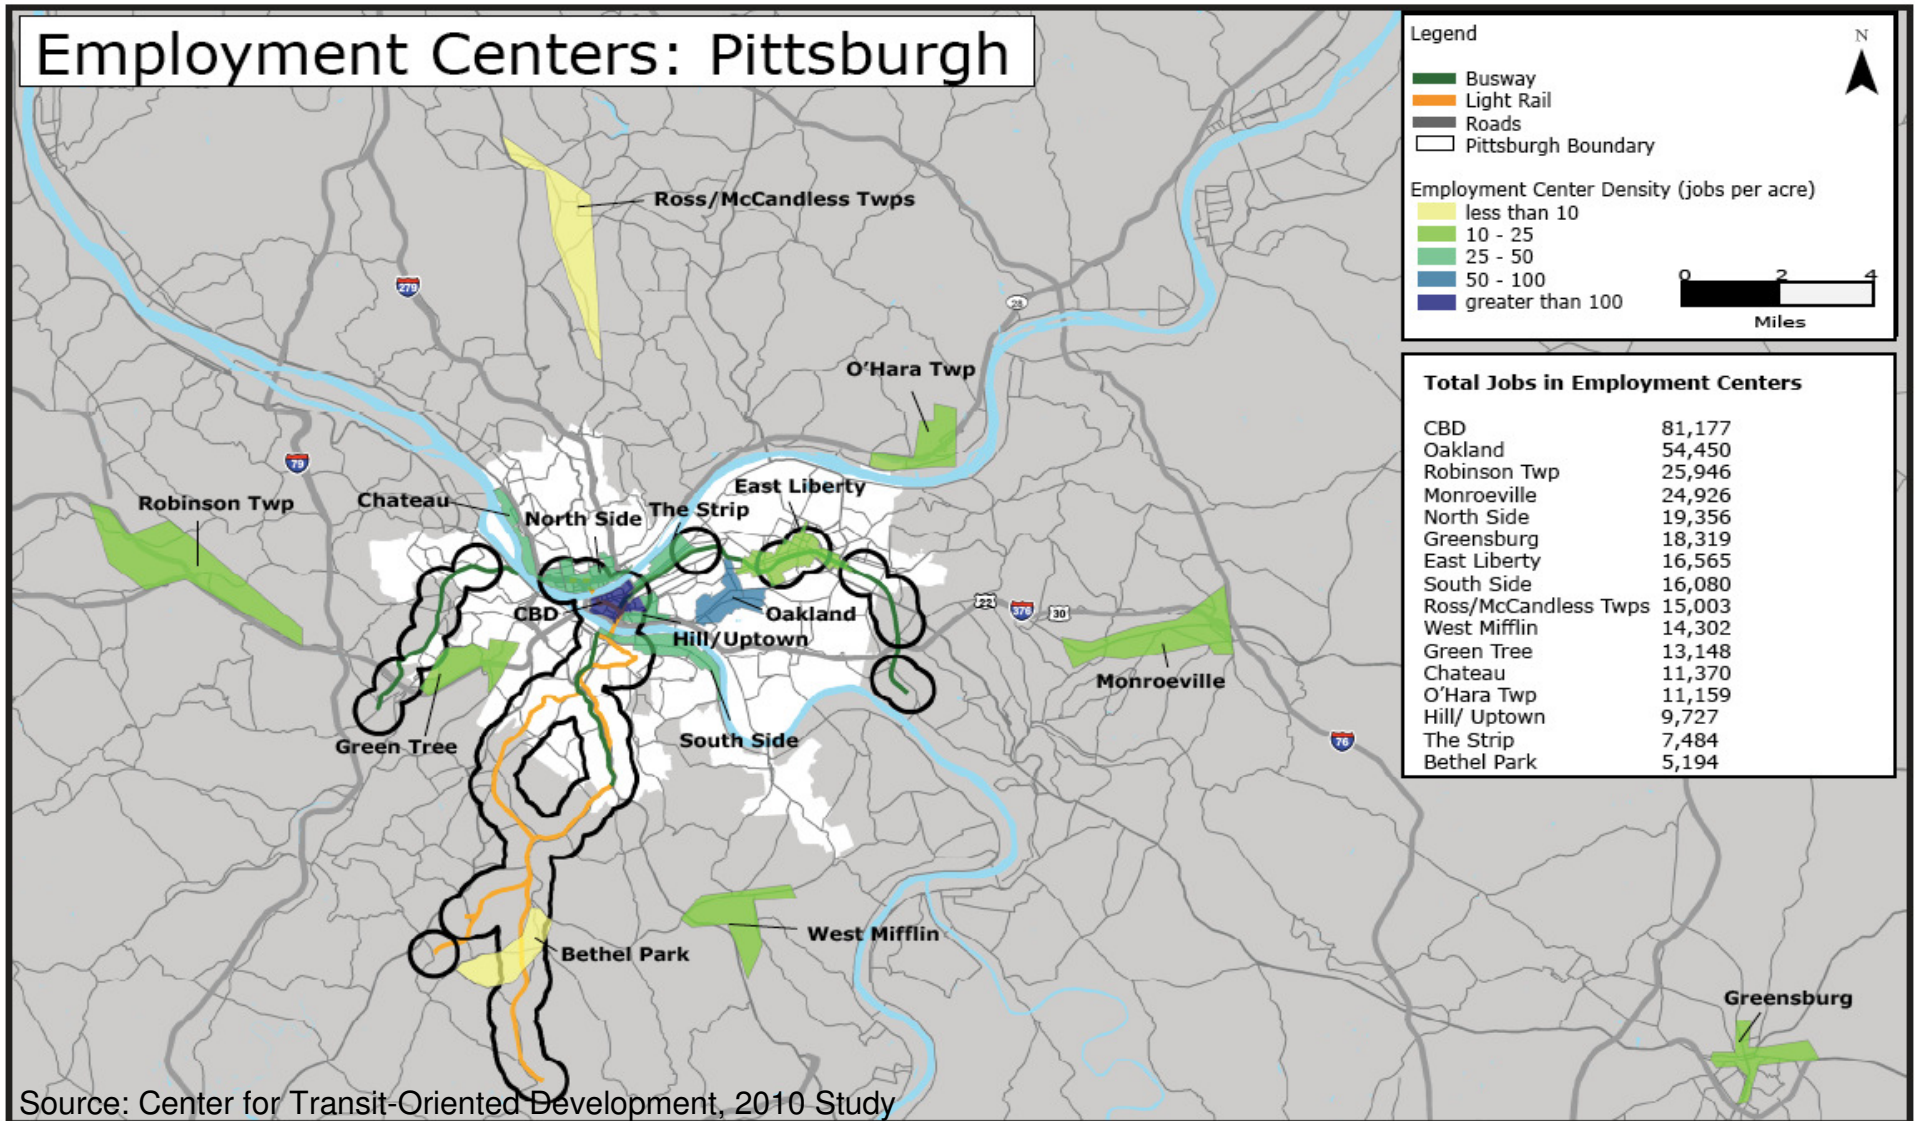 Employment Centers: Pittsburgh
Legend
N
Busway
Light Rail
Roads
Pittsburgh Boundary
Employment Center Density (jobs per acre)
less than 10
10 - 25
25 - 50
50 - 100
greater than 100
0 2 4
Miles
Total Jobs in Employment Centers
CBD 81,177
Oakland 54,450
Robinson Twp 25,946
Monroeville 24,926
North Side 19,356
Greensburg 18,319
East Liberty 16,565
South Side 16,080
Ross/McCandless Twps 15,003
West Mifflin 14,302
Green Tree 13,148
Chateau 11,370
O'Hara Twp 11,159
Hill/ Uptown 9,727
The Strip 7,484
Bethel Park 5,194
Ross/McCandless Twps
279
28
O'Hara Twp
79
East Liberty
Robinson Twp
Chateau
The Strip
North Side
22
376
30
CBD
Oakland
Hill/Uptown
Monroeville
Green Tree
South Side
76
West Mifflin
Bethel Park
Greensburg
Source: Center for Transit-Oriented Development, 2010 Study